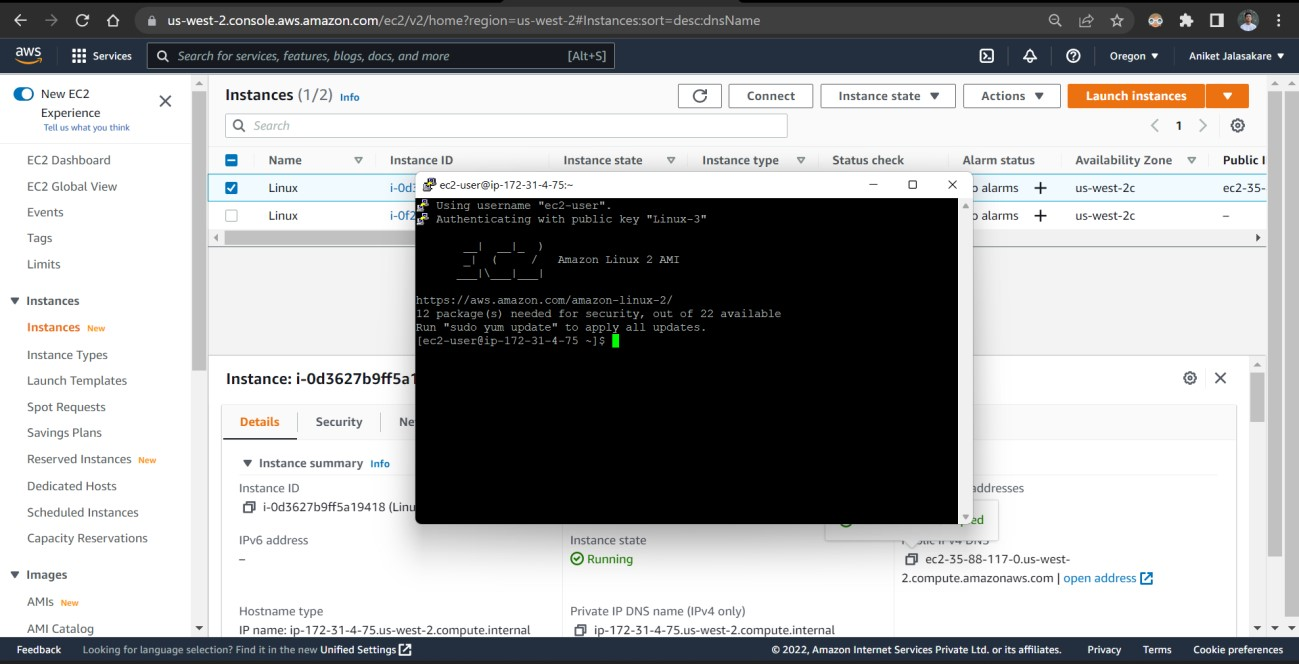 us-west-2.console.aws.amazon.com/ec2/v2/home?region=us-west-2#Instances:sort=desc:dnsName
aws
Services
Search for services, features, blogs, docs, and more
[Alt+S]
Oregon
Aniket Jalasakare
New EC2
Experience
Tell us what you think
EC2 Dashboard
EC2 Global View
Events
Tags
Limits
Instances
Instances New
Instance Types
Launch Templates
Spot Requests
Savings Plans
Reserved Instances New
Dedicated Hosts
Scheduled Instances
Capacity Reservations
Images
AMIs New
AMI Catalog
Instances (1/2) Info
Connect
Instance state
Actions
Launch instances
Search
1
Name Instance ID Instance state Instance type Status check Alarm status Availability Zone Public I
Linux i-0d3 alarms + us-west-2c ec2-35-
Linux i-0f2 alarms + us-west-2c –
ec2-user@ip-172-31-4-75:~
Using username "ec2-user".
Authenticating with public key "Linux-3"
__| __|_ )
_| ( / Amazon Linux 2 AMI
___|\___|___|
https://aws.amazon.com/amazon-linux-2/
12 package(s) needed for security, out of 22 available
Run "sudo yum update" to apply all updates.
[ec2-user@ip-172-31-4-75 ~]$
Instance: i-0d3627b9ff5a1
Details
Security
Ne
Instance summary Info
Instance ID
i-0d3627b9ff5a19418 (Linu
addresses
IPv6 address
–
Instance state
Running
ec2-35-88-117-0.us-west-
2.compute.amazonaws.com | open address
Hostname type
IP name: ip-172-31-4-75.us-west-2.compute.internal
Private IP DNS name (IPv4 only)
ip-172-31-4-75.us-west-2.compute.internal
Feedback
Looking for language selection? Find it in the new Unified Settings
© 2022, Amazon Internet Services Private Ltd. or its affiliates.
Privacy
Terms
Cookie preferences